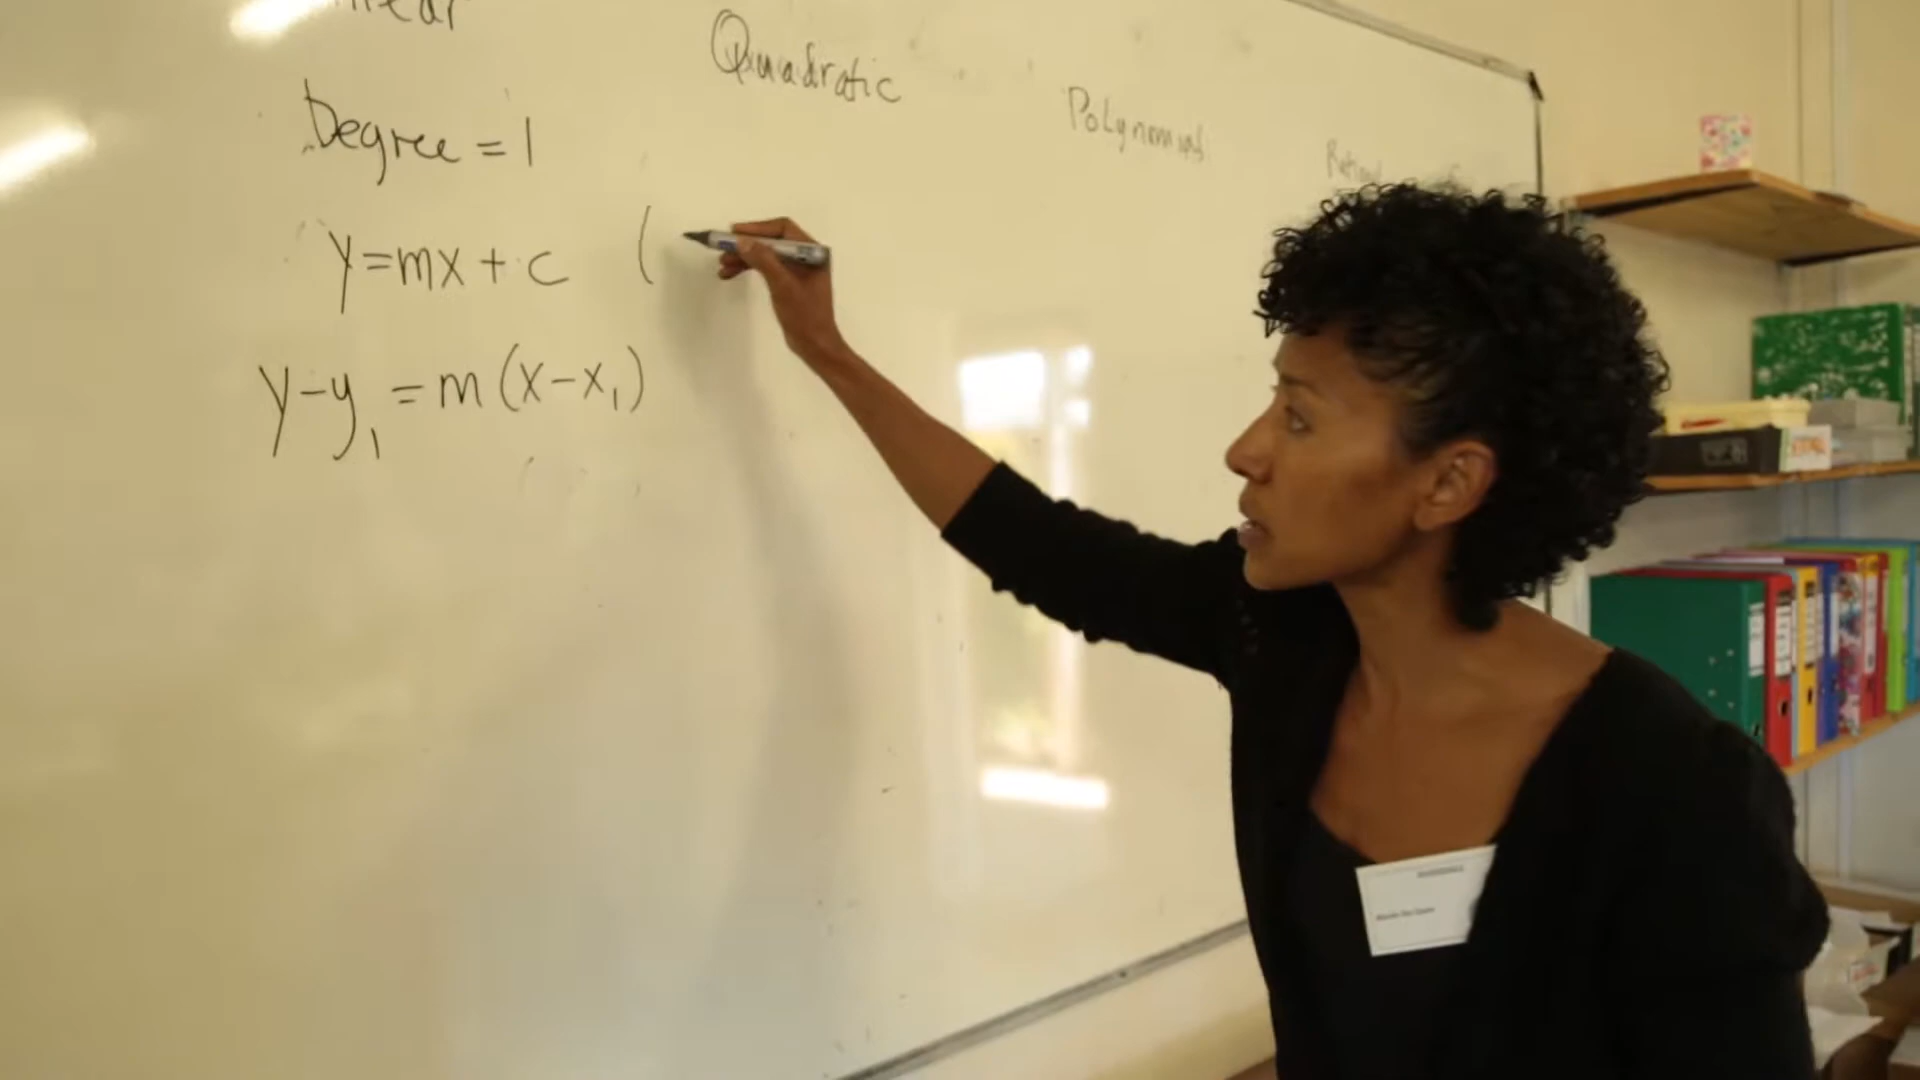 Degree = 1
y=mx + c (
y-y₁ = m(x-x₁)
Quadratic
Polynomial